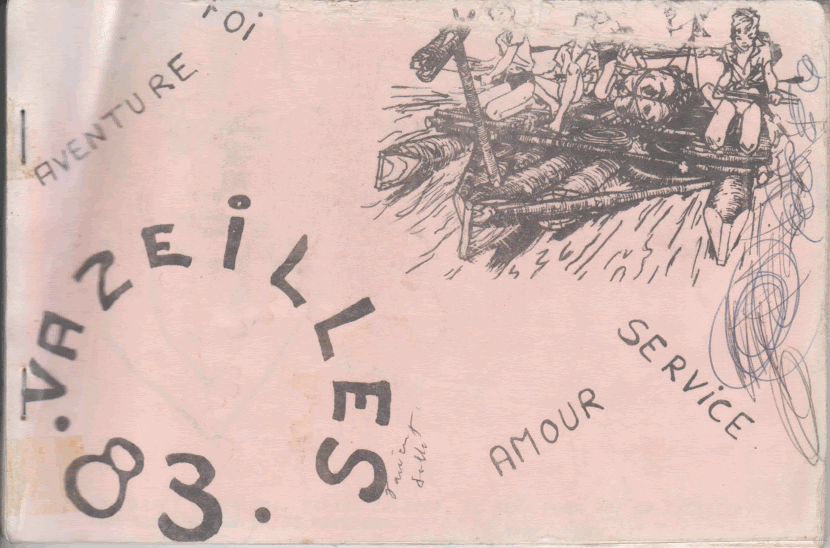 FOi
AVENTURE
.VAZEiLLES
83.
SERViCE
AMOUR